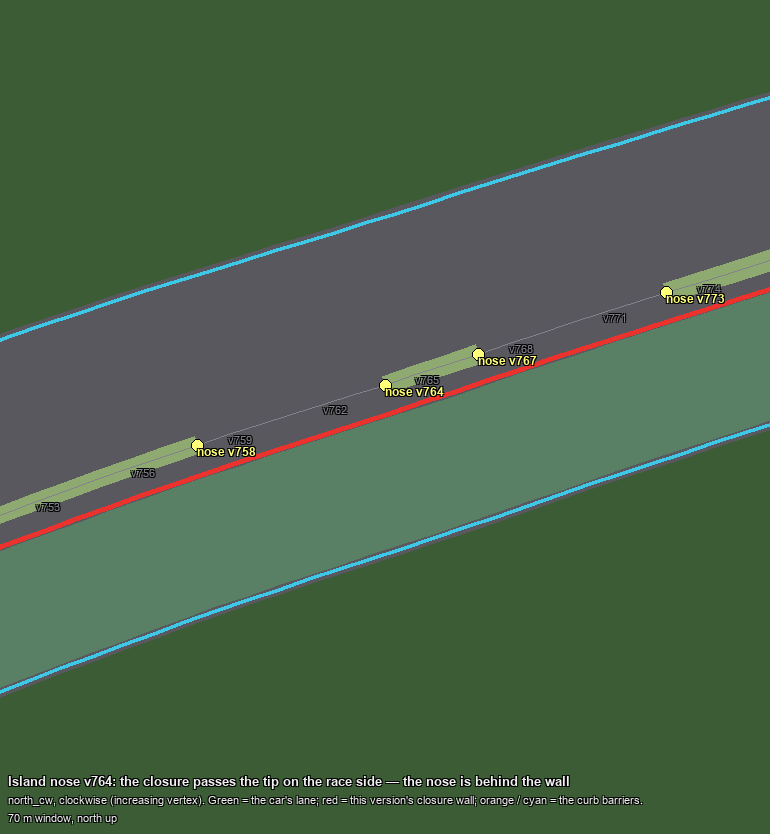 v774
nose v773
v771
v768
nose v767
v765
nose v764
v762
v759
nose v758
v756
v753
Island nose v764: the closure passes the tip on the race side — the nose is behind the wall
north_cw, clockwise (increasing vertex). Green = the car's lane; red = this version's closure wall; orange / cyan = the curb barriers.
70 m window, north up